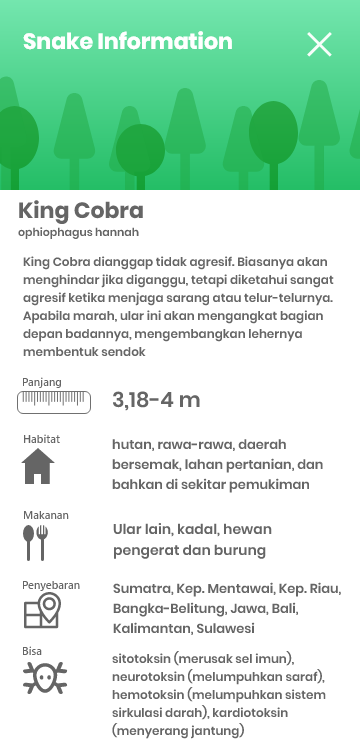 Snake Information
King Cobra
ophiophagus hannah
King Cobra dianggap tidak agresif. Biasanya akan
menghindar jika diganggu, tetapi diketahui sangat
agresif ketika menjaga sarang atau telur-telurnya.
Apabila marah, ular ini akan mengangkat bagian
depan badannya, mengembangkan lehernya
membentuk sendok
Panjang
3,18-4 m
Habitat
hutan, rawa-rawa, daerah
bersemak, lahan pertanian, dan
bahkan di sekitar pemukiman
Makanan
Ular lain, kadal, hewan
pengerat dan burung
Penyebaran
Sumatra, Kep. Mentawai, Kep. Riau,
Bangka-Belitung, Jawa, Bali,
Kalimantan, Sulawesi
Bisa
sitotoksin (merusak sel imun),
neurotoksin (melumpuhkan saraf),
hemotoksin (melumpuhkan sistem
sirkulasi darah), kardiotoksin
(menyerang jantung)